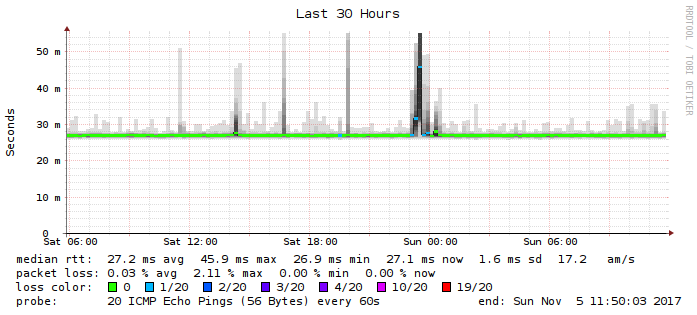 Last 30 Hours
RRDTOOL / TOBI OETIKER
Seconds
50 m
40 m
30 m
20 m
10 m
0
Sat 06:00 Sat 12:00 Sat 18:00 Sun 00:00 Sun 06:00
median rtt: 27.2 ms avg 45.9 ms max 26.9 ms min 27.1 ms now 1.6 ms sd 17.2 am/s
packet loss: 0.03 % avg 2.11 % max 0.00 % min 0.00 % now
loss color: 0 1/20 2/20 3/20 4/20 10/20 19/20
probe: 20 ICMP Echo Pings (56 Bytes) every 60s end: Sun Nov 5 11:50:03 2017